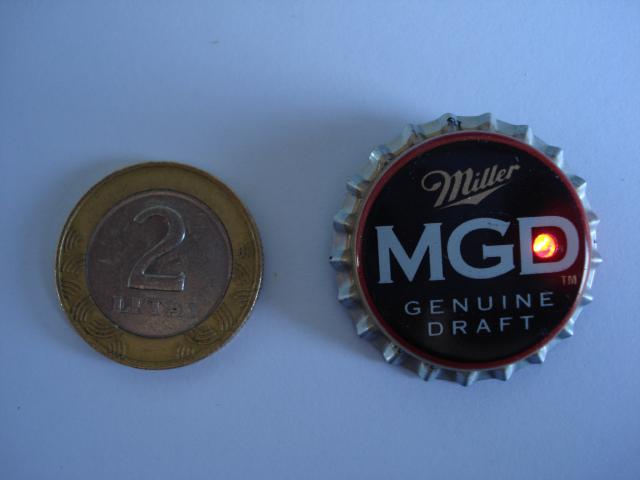 2
LITAI
Miller
MGD
TM
GENUINE
DRAFT